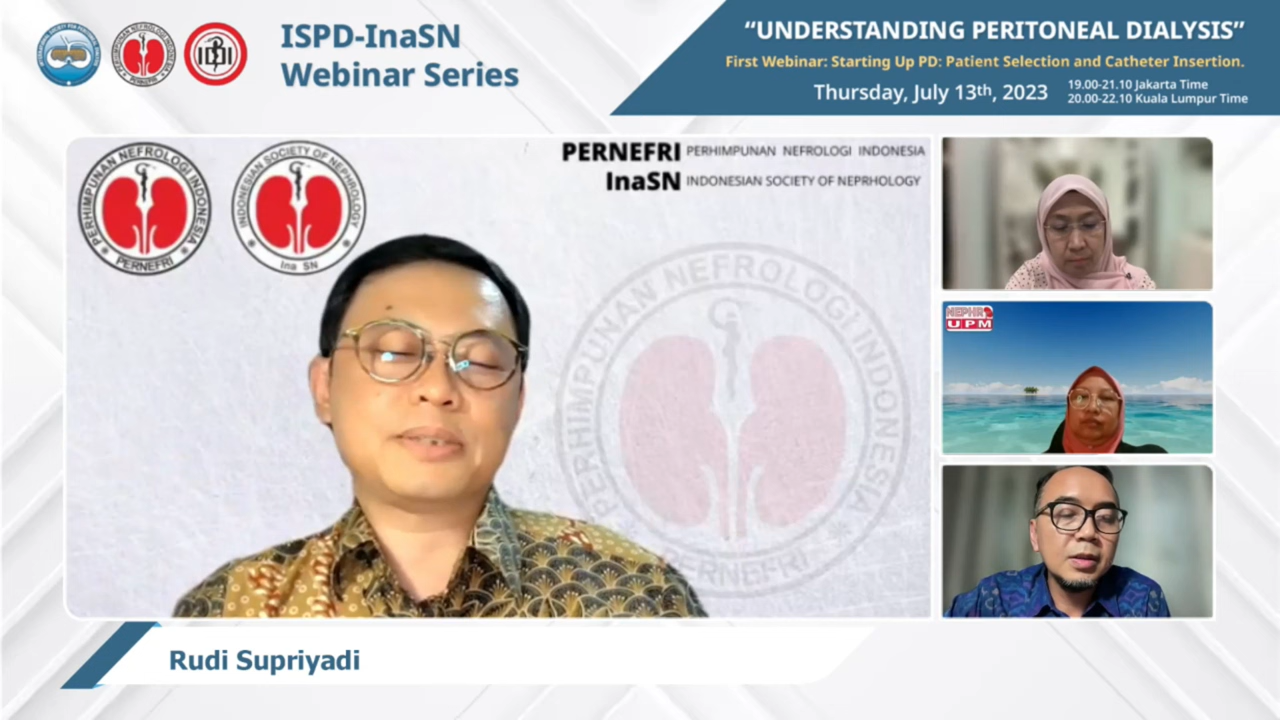 ISPD-InaSN
Webinar Series
“UNDERSTANDING PERITONEAL DIALYSIS”
First Webinar: Starting Up PD: Patient Selection and Catheter Insertion.
Thursday, July 13th, 2023
19.00-21.10 Jakarta Time
20.00-22.10 Kuala Lumpur Time
PERHIMPUNAN NEFROLOGI INDONESIA
PERNEFRI
INDONESIAN SOCIETY OF NEPHROLOGY
Ina SN
PERNEFRI PERHIMPUNAN NEFROLOGI INDONESIA
InaSN INDONESIAN SOCIETY OF NEPRHOLOGY
PERHIMPUNAN NEFROLOGI INDONESIA
PERNEFRI
NEPHRO
UPM
Rudi Supriyadi